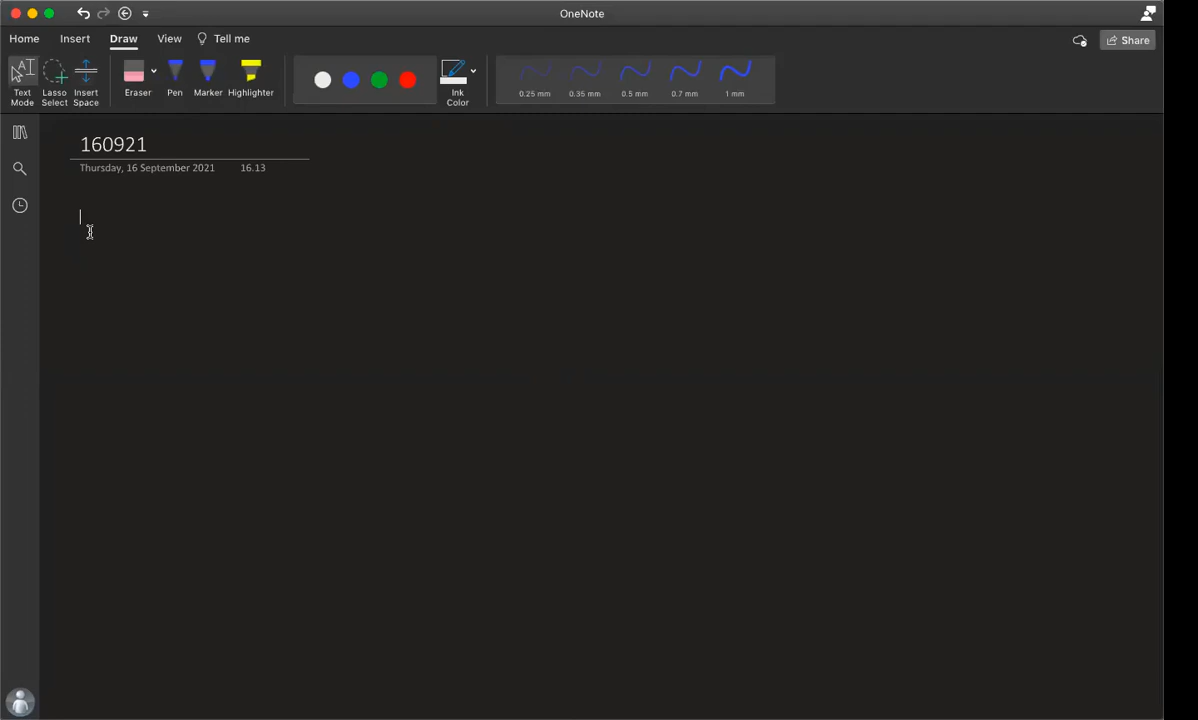 OneNote
Home Insert Draw View Tell me
Share
Text Mode
Lasso Select
Insert Space
Eraser
Pen
Marker
Highlighter
Ink Color
0.25 mm 0.35 mm 0.5 mm 0.7 mm 1 mm
160921
Thursday, 16 September 2021 16.13